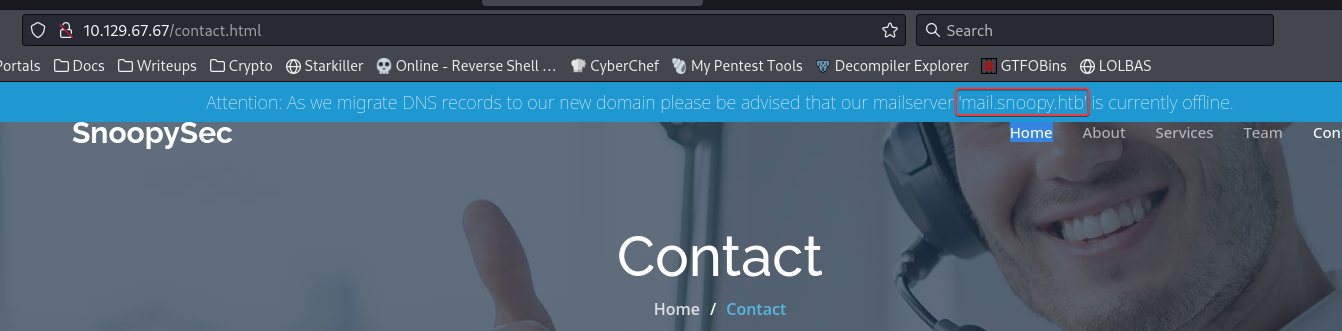 10.129.67.67/contact.html
Search
Portals Docs Writeups Crypto Starkiller Online - Reverse Shell ... CyberChef My Pentest Tools Decompiler Explorer GTFOBins LOLBAS
Attention: As we migrate DNS records to our new domain please be advised that our mailserver 'mail.snoopy.htb' is currently offline.
SnoopySec
Home About Services Team Con
Contact
Home / Contact